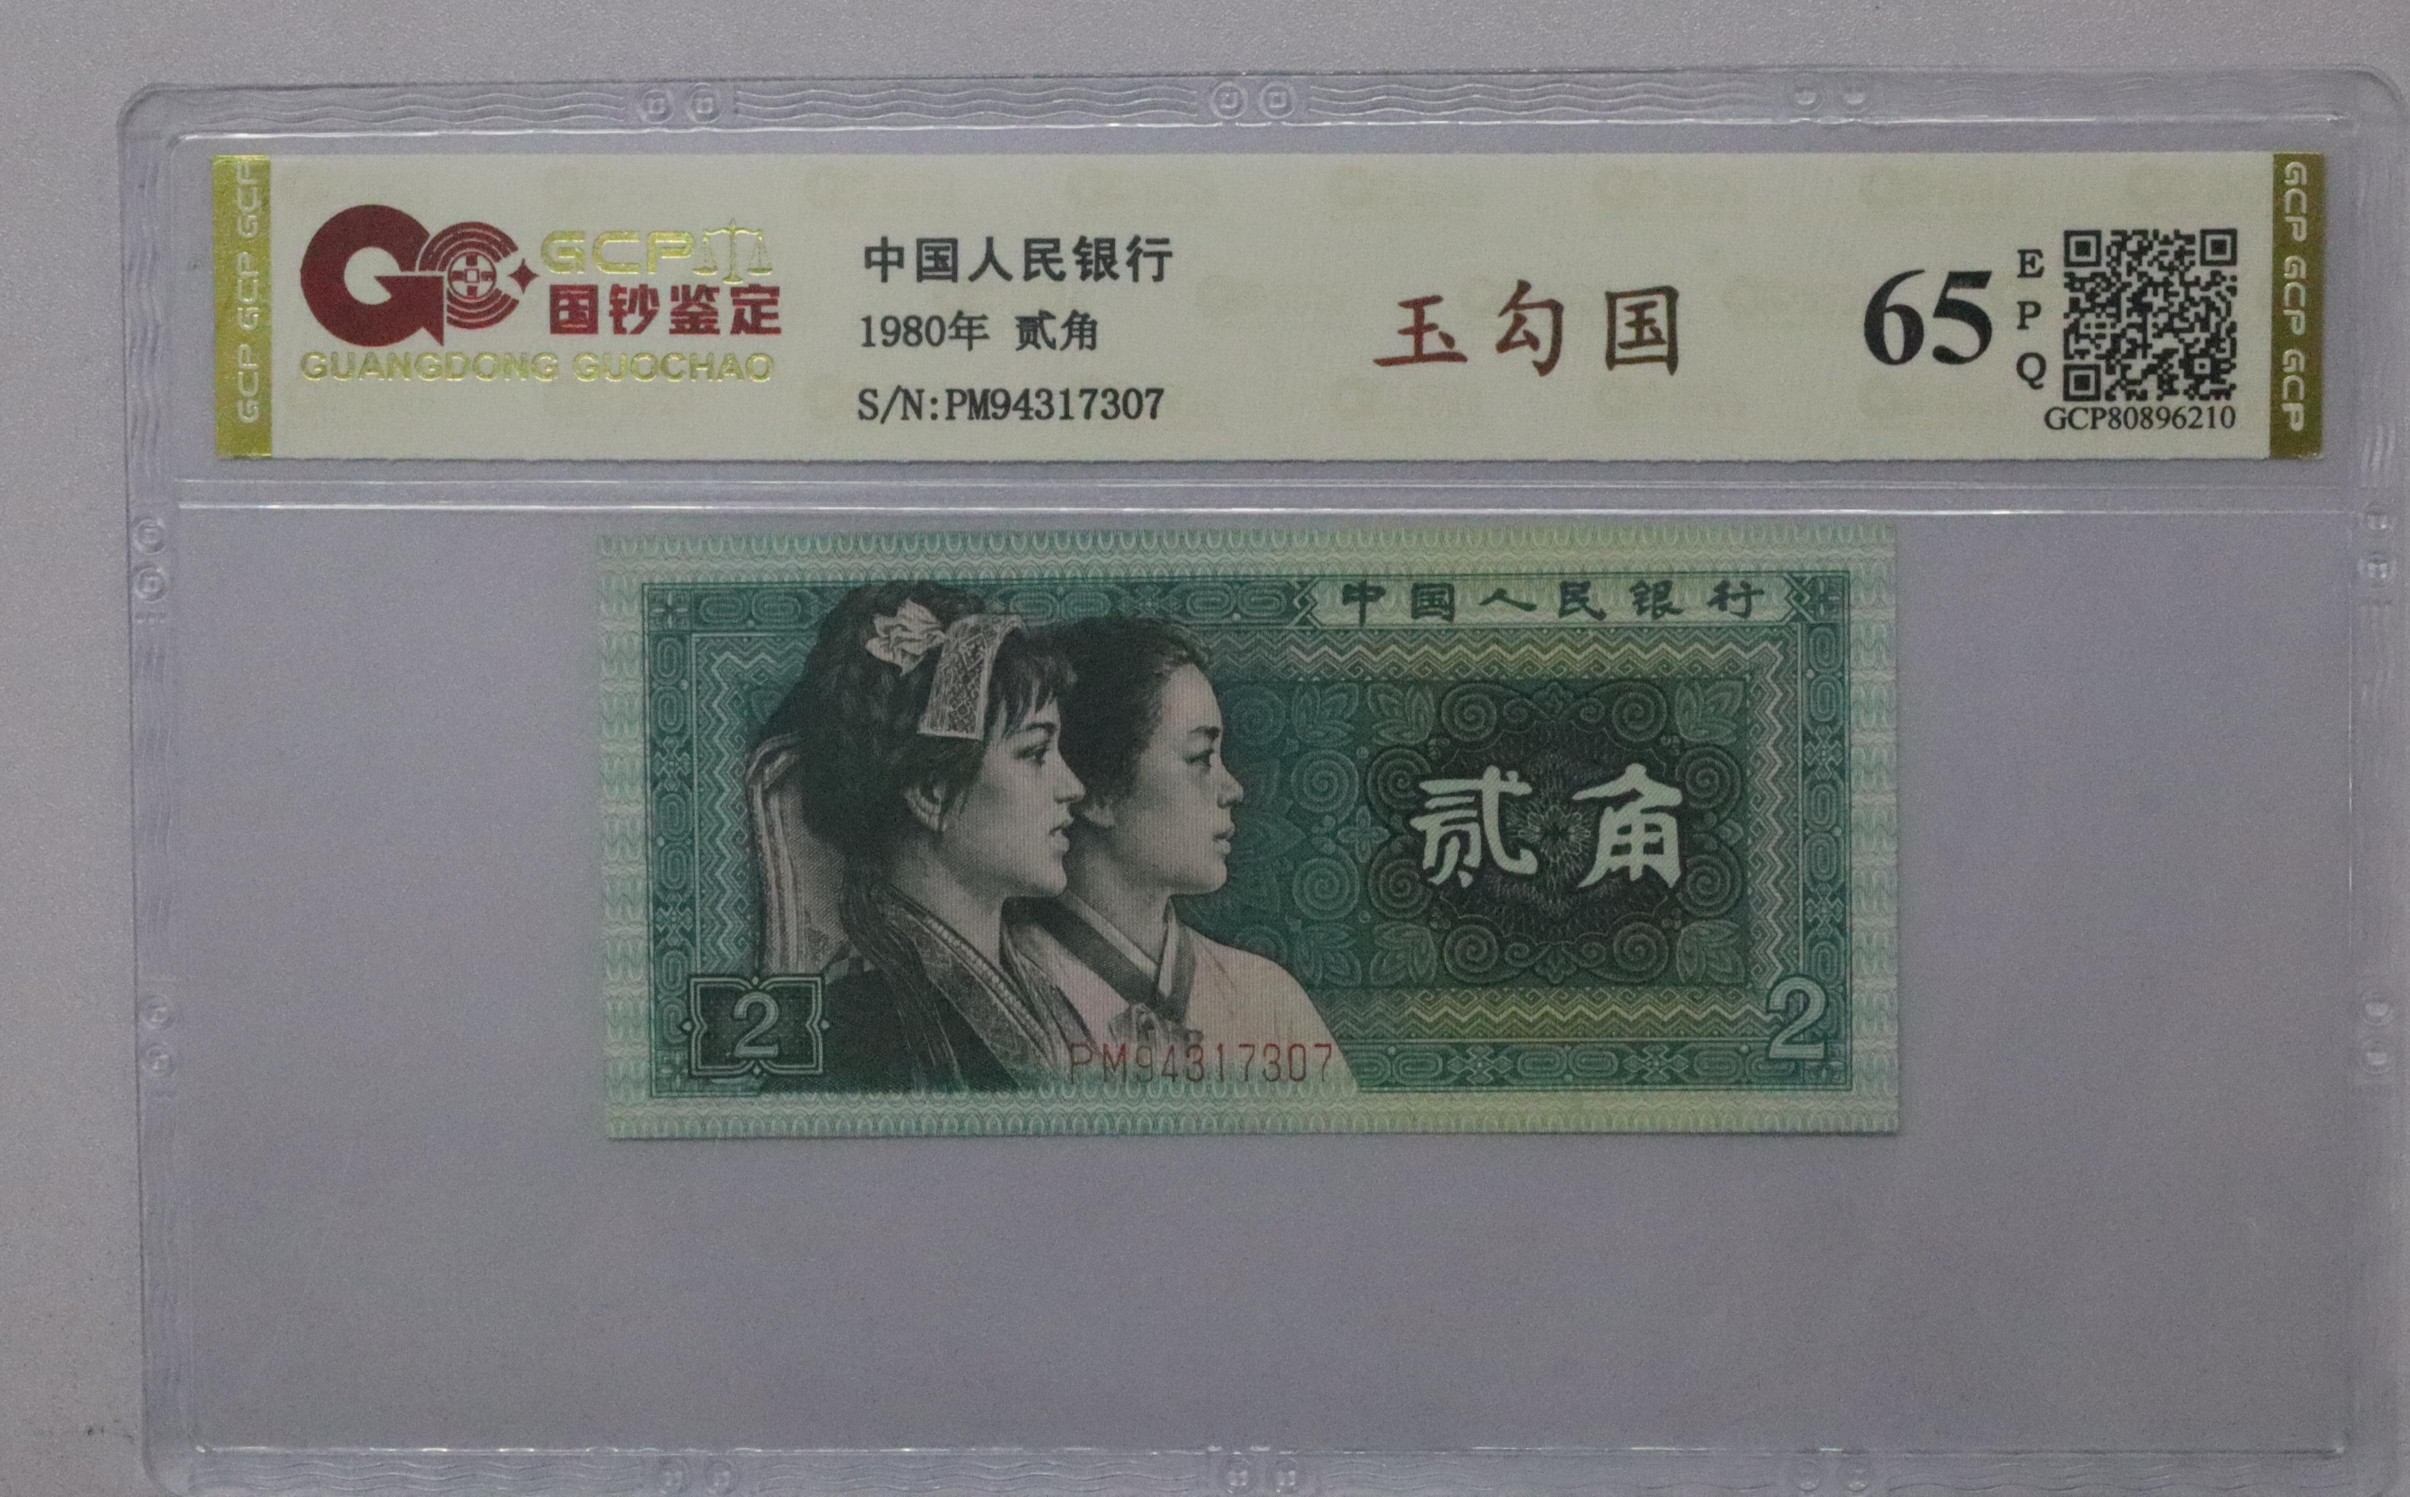 GCP GCP GCP
GCP
国钞鉴定
GUANGDONG GUOCHAO
中国人民银行
1980年 贰角
S/N:PM94317307
玉勾国
65
EPQ
GCP80896210
GCP GCP GCP
中国人民银行
贰角
2
2
PM94317307